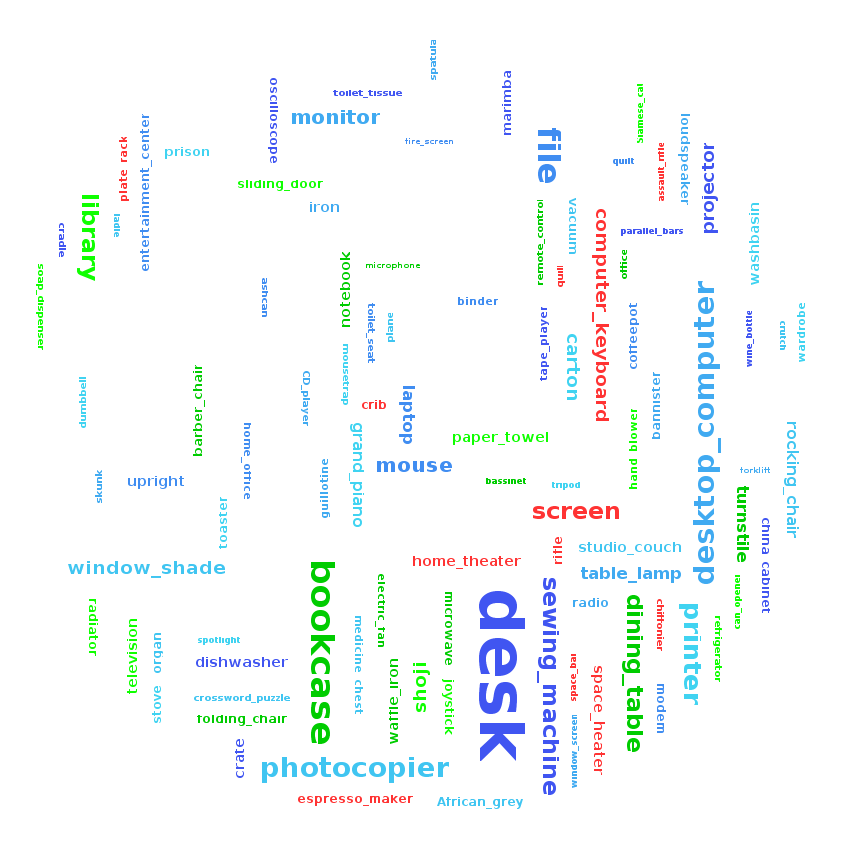 spatula
oscilloscope
toilet_tissue
marimba
siamese_cat
monitor
loudspeaker
entertainment_center
file
plate_rack
fire_screen
prison
quilt
assault_rifle
projector
sliding_door
library
iron
ladle
cradle
remote_control
vacuum
parallel_bars
washbasin
computer_keyboard
office
quill
microphone
notebook
soap_dispenser
ashcan
binder
desktop_computer
toilet_seat
plane
tape_player
coffeepot
wine_bottle
wardrobe
clutch
carton
mousetrap
barber_chair
CD_player
dumbbell
bannister
laptop
crib
hand_blower
paper_towel
grand_piano
home_office
rocking_chair
mouse
guillotine
forklift
skunk
upright
bassinet
tripod
turnstile
toaster
screen
china_cabinet
rifle
studio_couch
home_theater
window_shade
table_lamp
bookcase
electric_fan
microwave
desk
sewing_machine
radio
dining_table
chiffonier
printer
can_opener
radiator
television
refrigerator
medicine_chest
stove
organ
spotlight
dishwasher
waffle_iron
shoji
joystick
space_bar
space_heater
modem
crossword_puzzle
folding_chair
window_screen
crate
photocopier
espresso_maker
African_grey